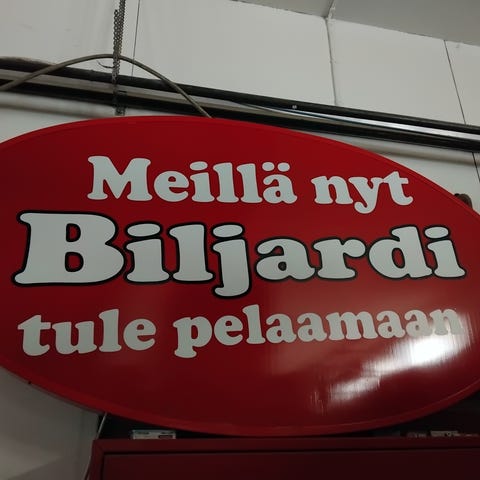 Meillä nyt
Biljardi
tule pelaamaan